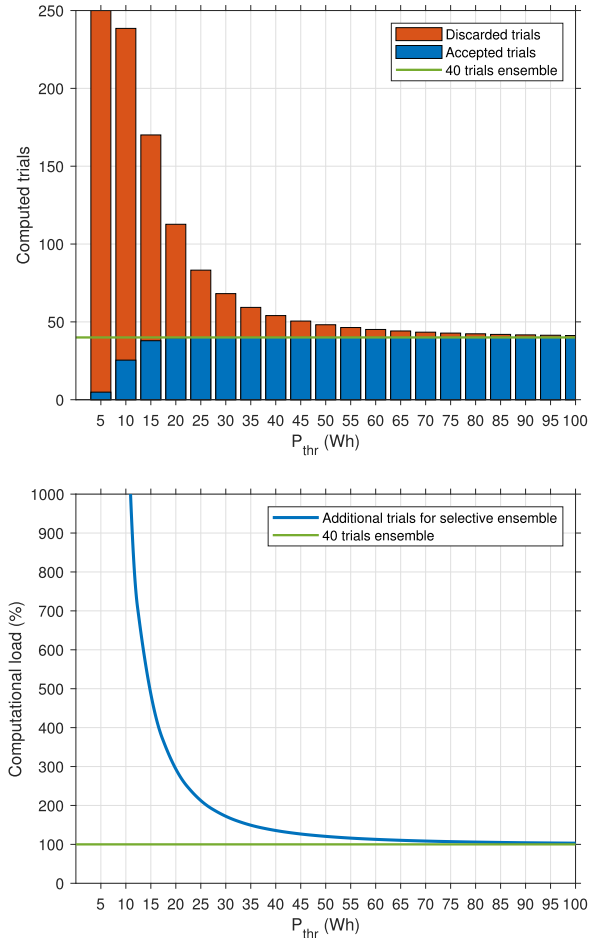 250
200
150
100
50
0
Computed trials
Discarded trials
Accepted trials
40 trials ensemble
5 10 15 20 25 30 35 40 45 50 55 60 65 70 75 80 85 90 95 100
P_thr (Wh)
1000
900
800
700
600
500
400
300
200
100
0
Computational load (%)
Additional trials for selective ensemble
40 trials ensemble
5 10 15 20 25 30 35 40 45 50 55 60 65 70 75 80 85 90 95 100
P_thr (Wh)